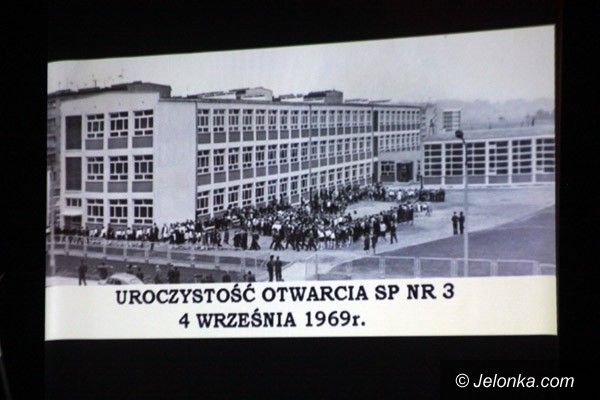 UROCZYSTOŚĆ OTWARCIA SP NR 3
4 WRZEŚNIA 1969r.
© Jelonka.com